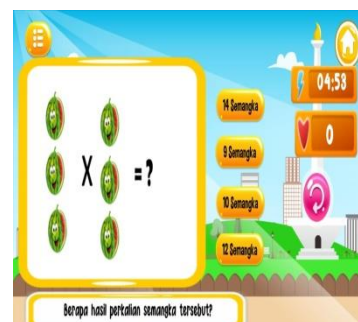 04:53
0
X = ?
14 Semangka
9 Semangka
10 Semangka
12 Semangka
Berapa hasil perkalian semangka tersebut?